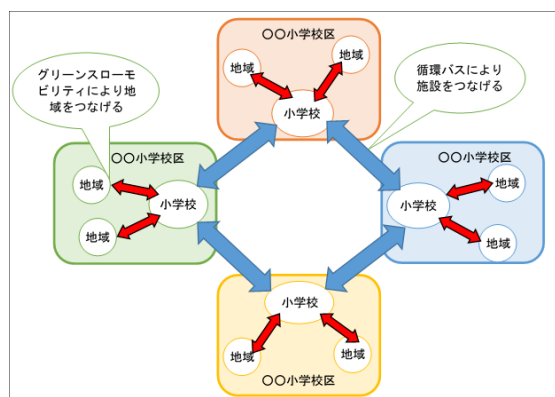 〇〇小学校区
地域
地域
小学校
グリーンスローモ
ビリティにより地
域をつなげる
循環バスにより
施設をつなげる
〇〇小学校区
地域
小学校
地域
〇〇小学校区
地域
小学校
地域
小学校
地域
地域
〇〇小学校区